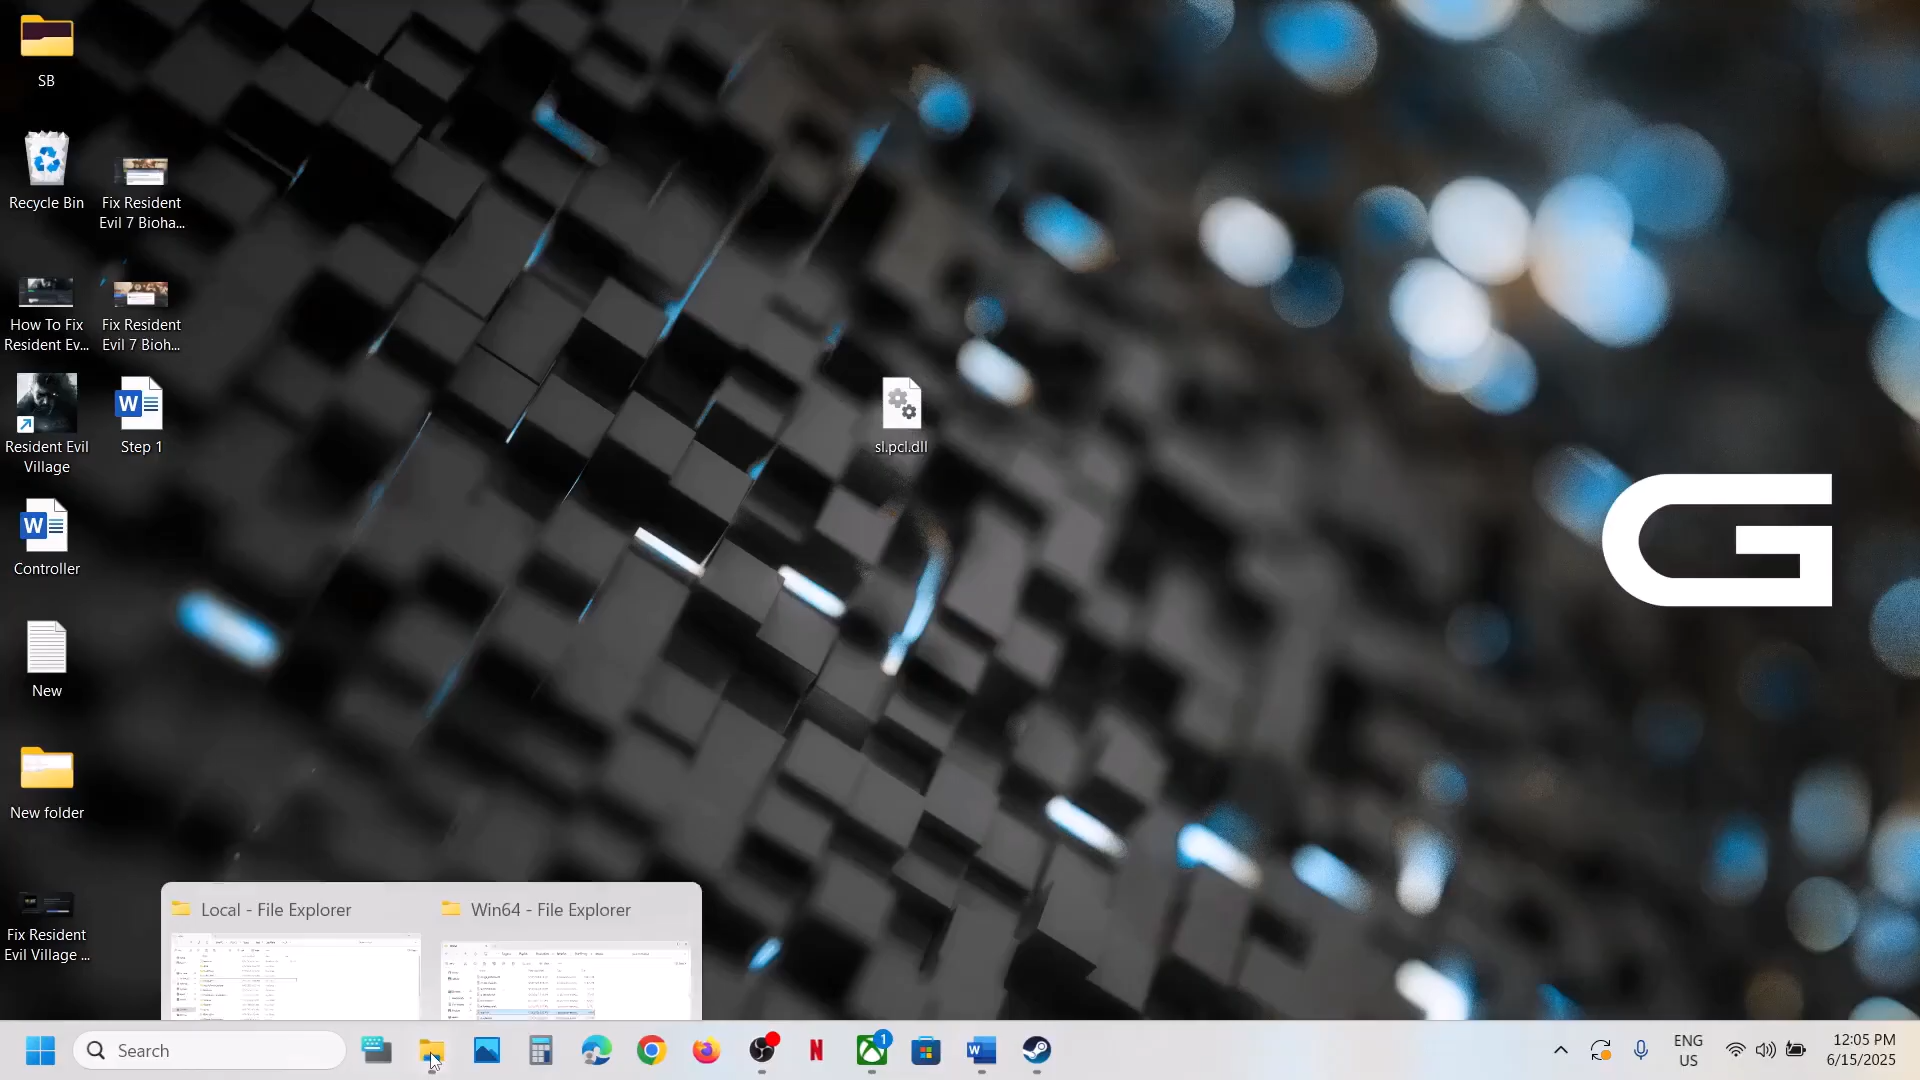 SB
Recycle Bin
Fix Resident
Evil 7 Bioha...
How To Fix
Resident Ev...
Fix Resident
Evil 7 Bioh...
Resident Evil
Village
Step 1
sl.pcl.dll
Controller
New
New folder
Fix Resident
Evil Village ...
G
Local - File Explorer
Win64 - File Explorer
Search
1
ENG
US
12:05 PM
6/15/2025